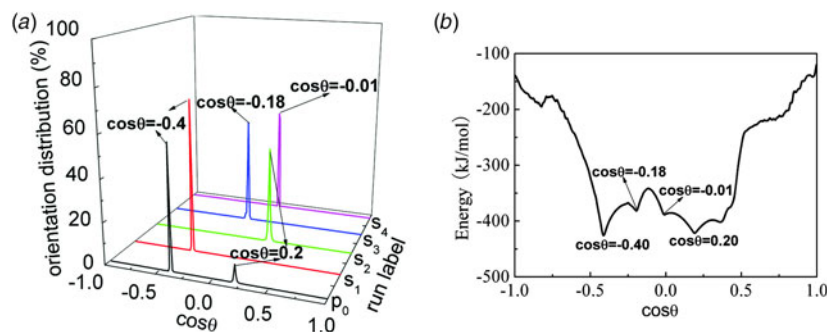 (a)
orientation distribution (%)
100
80
60
40
20
0
cosθ=-0.4
cosθ=-0.18
cosθ=-0.01
cosθ=0.2
-1.0
-0.5
0.0
0.5
1.0
cosθ
p0
s1
s2
s3
s4
run label
(b)
Energy (kJ/mol)
-100
-200
-300
-400
-500
cosθ=-0.18
cosθ=-0.01
cosθ=-0.40
cosθ=0.20
-1.0
-0.5
0.0
0.5
1.0
cosθ